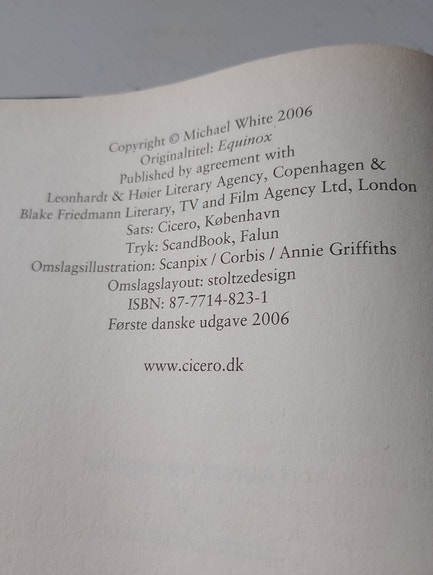 Copyright © Michael White 2006
Originaltitel: Equinox
Published by agreement with
Leonhardt & Høier Literary Agency, Copenhagen &
Blake Friedmann Literary, TV and Film Agency Ltd, London
Sats: Cicero, København
Tryk: ScandBook, Falun
Omslagsillustration: Scanpix / Corbis / Annie Griffiths
Omslagslayout: stoltzedesign
ISBN: 87-7714-823-1
Første danske udgave 2006
www.cicero.dk